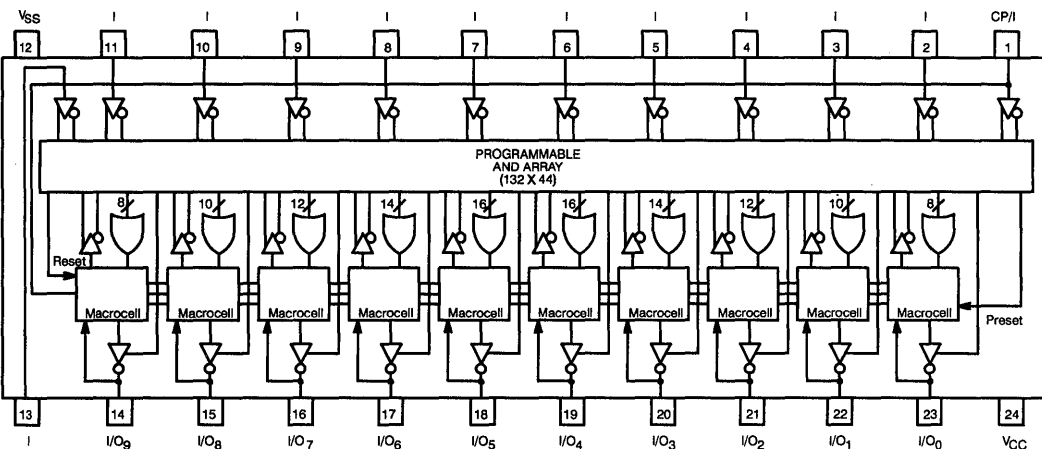 VSS I I I I I I I I I I CP/I
12 11 10 9 8 7 6 5 4 3 2 1
PROGRAMMABLE
AND ARRAY
(132 X 44)
8 10 12 14 16 16 14 12 10 8
Reset
Macrocell Macrocell Macrocell Macrocell Macrocell Macrocell Macrocell Macrocell Macrocell Macrocell
Preset
13 14 15 16 17 18 19 20 21 22 23 24
I I/O9 I/O8 I/O7 I/O6 I/O5 I/O4 I/O3 I/O2 I/O1 I/O0 VCC